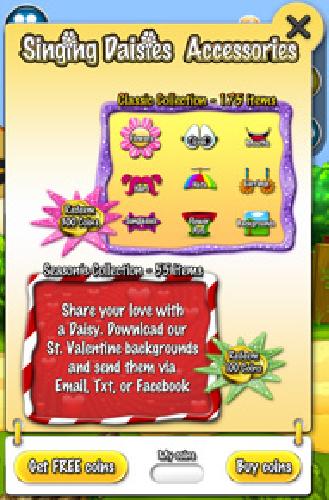 Singing Daisies Accessories
Classic Collection - 175 items
Redeem
300 Coins
Season's Collection - 55 items
Share your love with
a Daisy. Download our
St. Valentine backgrounds
and send them via
Email, Txt, or Facebook
Redeem
100 Coins
My coins
Get FREE coins
Buy coins